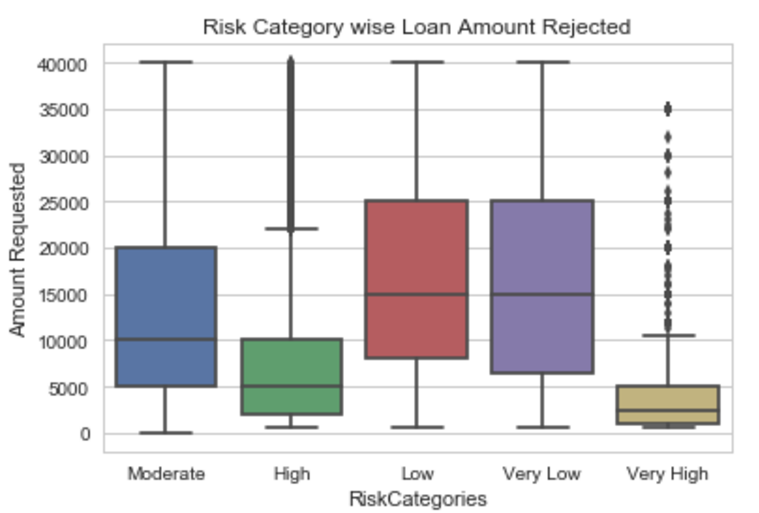 Risk Category wise Loan Amount Rejected
40000
35000
30000
25000
20000
15000
10000
5000
0
Amount Requested
Moderate High Low Very Low Very High
RiskCategories